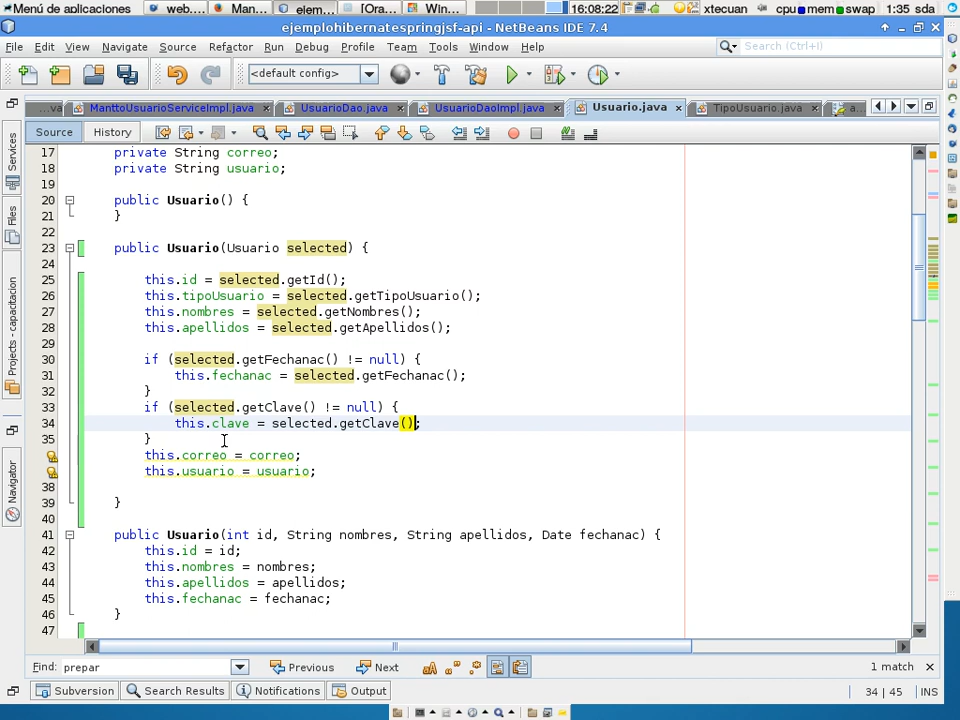 Menú de aplicaciones web.... Man... elem... [Ora... Win... 16:08:22 xtecuan cpu mem swap 1:35 sda
ejemplohibernatespringjsf-api - NetBeans IDE 7.4
File Edit View Navigate Source Refactor Run Debug Profile Team Tools Window Help Search (Ctrl+I)
<default config>
...va ManttoUsuarioServiceImpl.java UsuarioDao.java UsuarioDaoImpl.java Usuario.java TipoUsuario.java a...
Source History
Services
Files
Projects - capacitacion
Navigator
17 private String correo;
18 private String usuario;
19
20 public Usuario() {
21 }
22
23 public Usuario(Usuario selected) {
24
25 this.id = selected.getId();
26 this.tipoUsuario = selected.getTipoUsuario();
27 this.nombres = selected.getNombres();
28 this.apellidos = selected.getApellidos();
29
30 if (selected.getFechanac() != null) {
31 this.fechanac = selected.getFechanac();
32 }
33 if (selected.getClave() != null) {
34 this.clave = selected.getClave();
35 }
this.correo = correo;
this.usuario = usuario;
38
39 }
40
41 public Usuario(int id, String nombres, String apellidos, Date fechanac) {
42 this.id = id;
43 this.nombres = nombres;
44 this.apellidos = apellidos;
45 this.fechanac = fechanac;
46 }
47
Find: prepar Previous Next 1 match
Subversion Search Results Notifications Output 34 | 45 INS